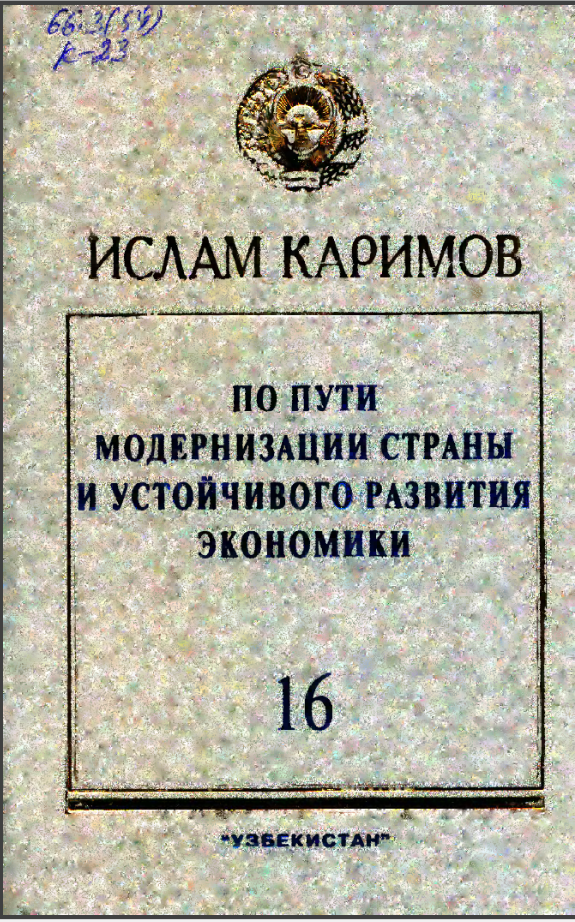 66.3(5У)
К-23
ИСЛАМ КАРИМОВ
ПО ПУТИ
МОДЕРНИЗАЦИИ СТРАНЫ
И УСТОЙЧИВОГО РАЗВИТИЯ
ЭКОНОМИКИ
16
"УЗБЕКИСТАН"